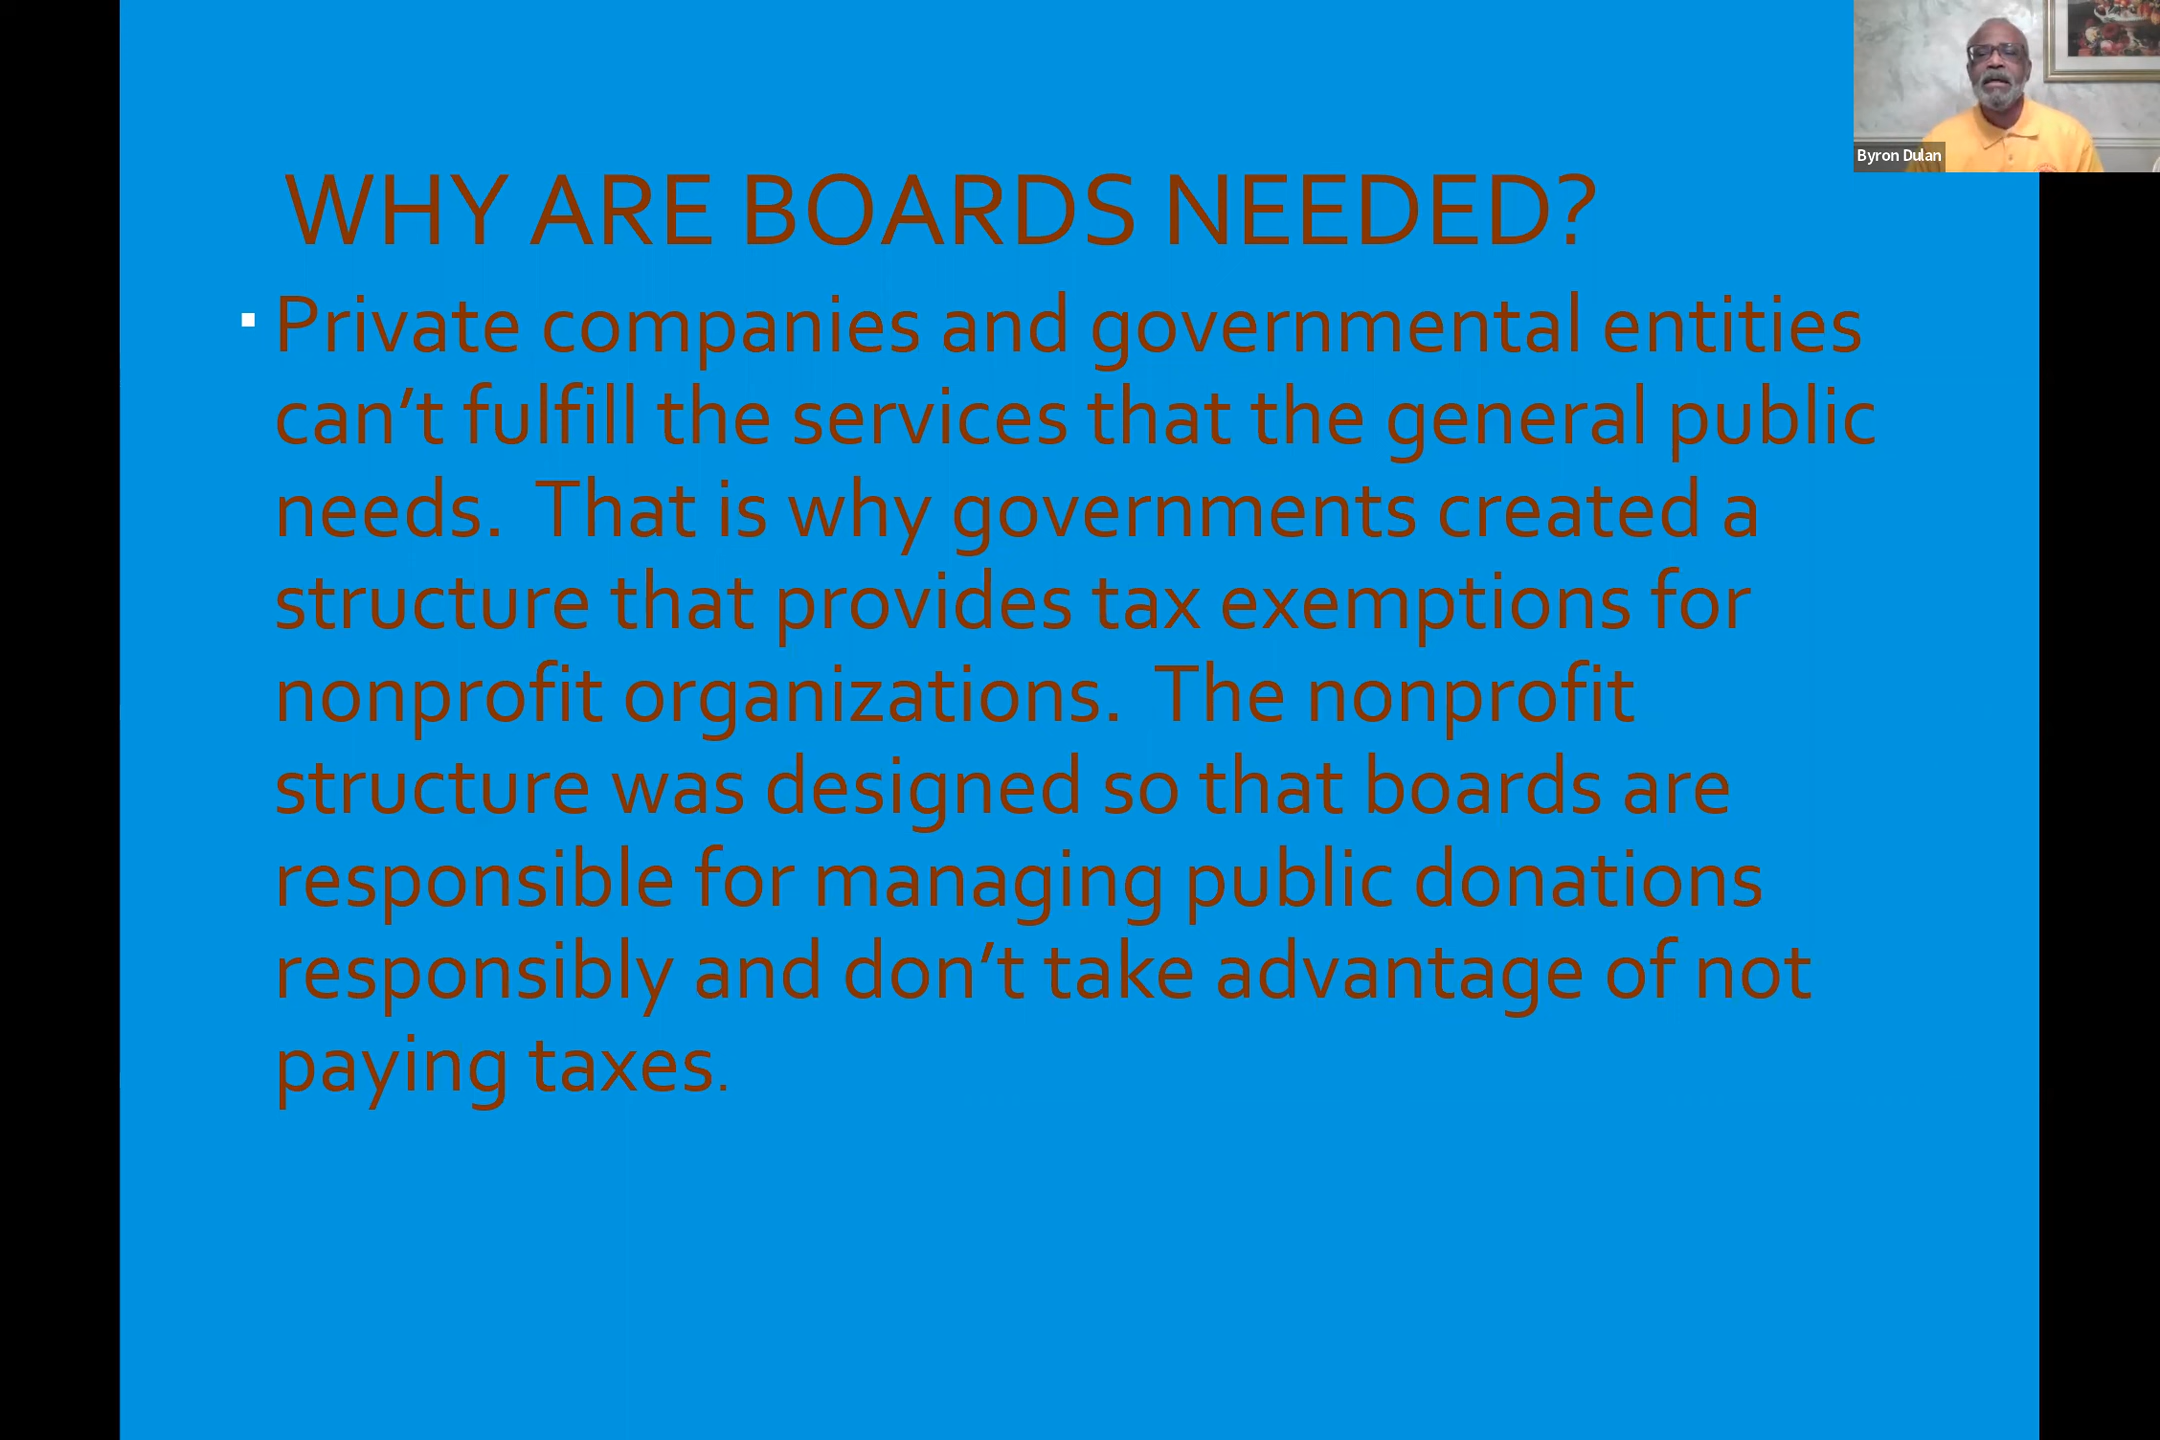 Byron Dulan
WHY ARE BOARDS NEEDED?
▪ Private companies and governmental entities
can’t fulfill the services that the general public
needs.  That is why governments created a
structure that provides tax exemptions for
nonprofit organizations.  The nonprofit
structure was designed so that boards are
responsible for managing public donations
responsibly and don’t take advantage of not
paying taxes.